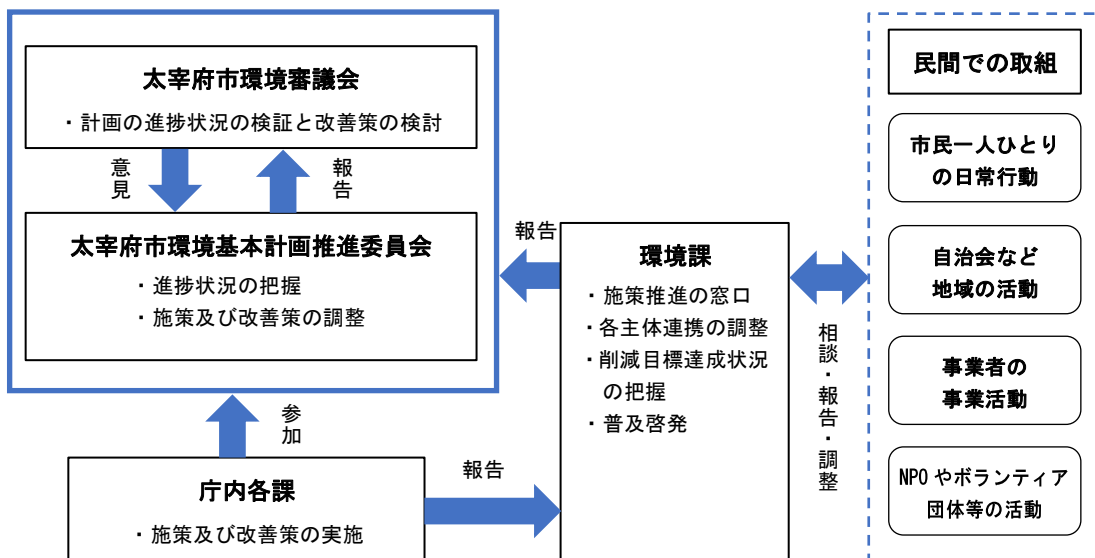 太宰府市環境審議会
・計画の進捗状況の検証と改善策の検討
意見
報告
太宰府市環境基本計画推進委員会
・進捗状況の把握
・施策及び改善策の調整
参加
庁内各課
・施策及び改善策の実施
報告
報告
環境課
・施策推進の窓口
・各主体連携の調整
・削減目標達成状況
の把握
・普及啓発
相談・報告・調整
民間での取組
市民一人ひとり
の日常行動
自治会など
地域の活動
事業者の
事業活動
NPOやボランティア
団体等の活動